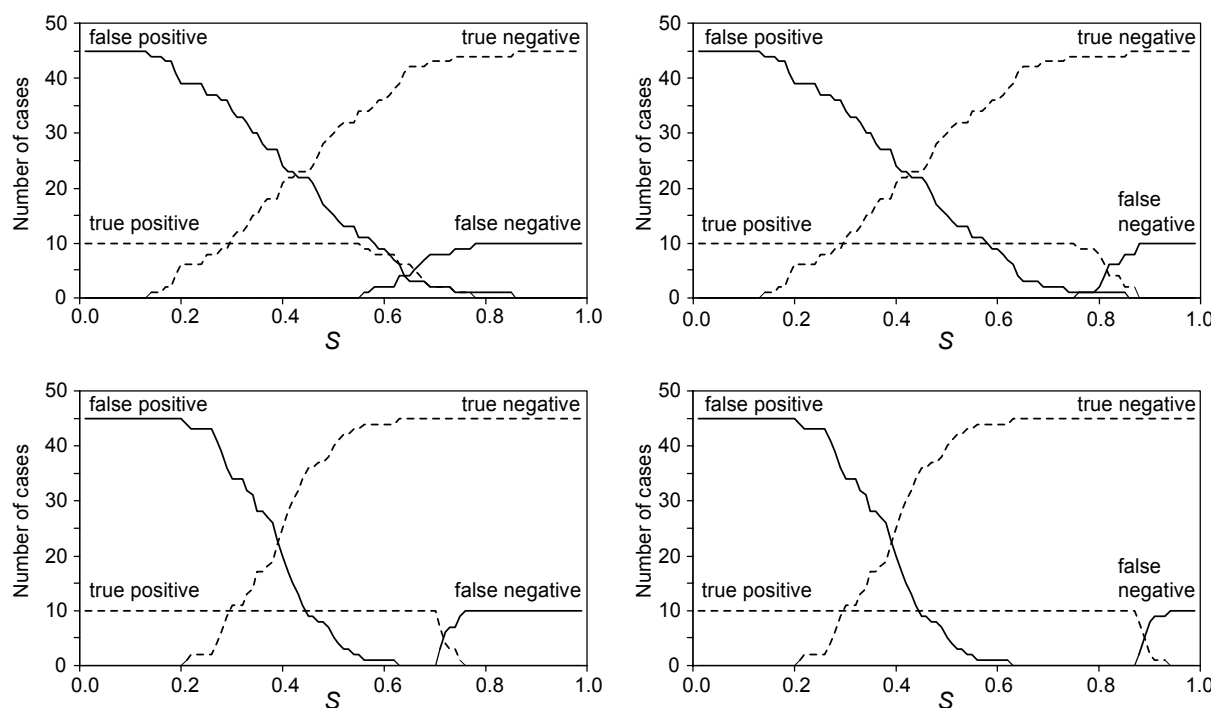 50
false positive true negative
40
30
20
true positive false negative
10
0
0.0 0.2 0.4 0.6 0.8 1.0
S
Number of cases
50
false positive true negative
40
30
20
false
true positive negative
10
0
0.0 0.2 0.4 0.6 0.8 1.0
S
Number of cases
50
false positive true negative
40
30
20
true positive false negative
10
0
0.0 0.2 0.4 0.6 0.8 1.0
S
Number of cases
50
false positive true negative
40
30
20
false
true positive negative
10
0
0.0 0.2 0.4 0.6 0.8 1.0
S
Number of cases